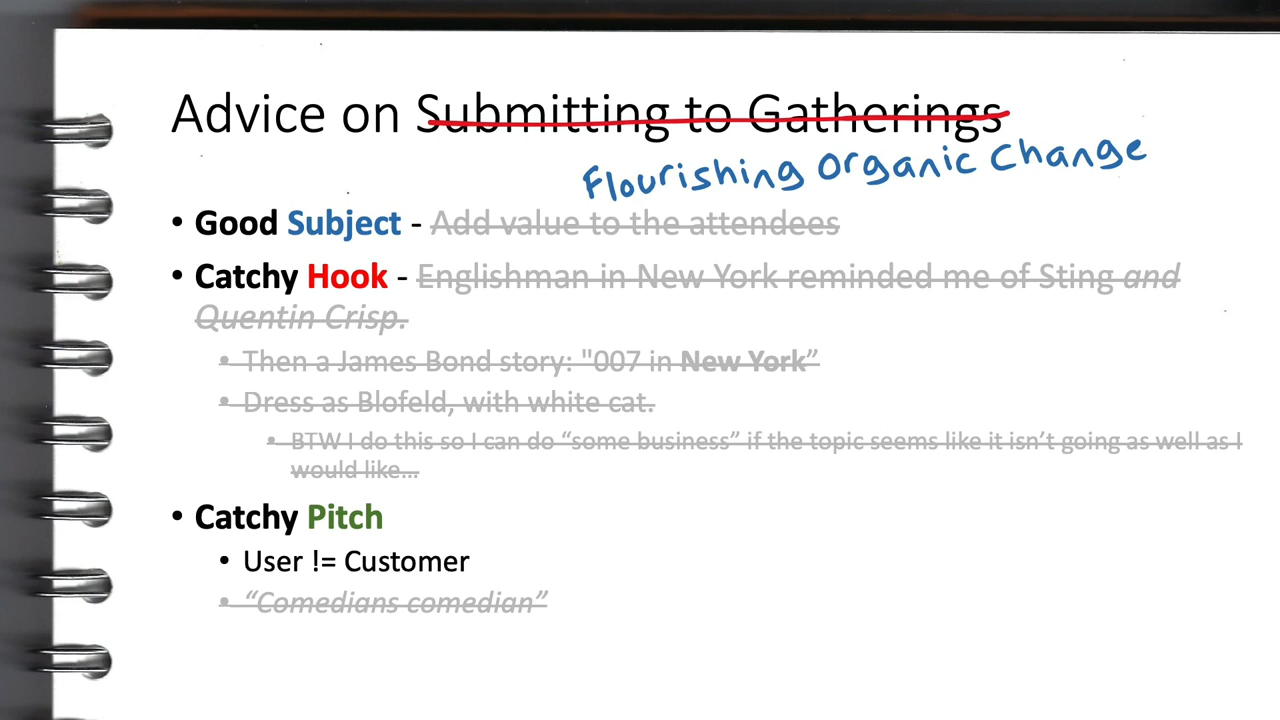 Advice on Submitting to Gatherings
Flourishing Organic Change
• Good Subject - Add value to the attendees
• Catchy Hook - Englishman in New York reminded me of Sting and
Quentin Crisp.
• Then a James Bond story: "007 in New York”
• Dress as Blofeld, with white cat.
• BTW I do this so I can do “some business” if the topic seems like it isn’t going as well as I
would like…
• Catchy Pitch
• User != Customer
• “Comedians comedian”